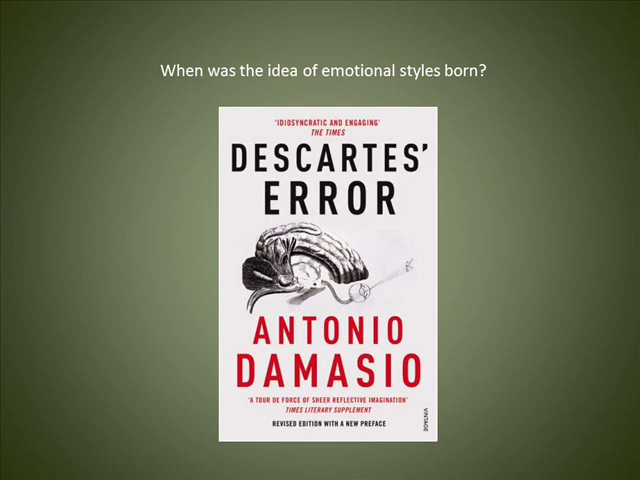 When was the idea of emotional styles born?
'IDIOSYNCRATIC AND ENGAGING'
THE TIMES
DESCARTES'
ERROR
ANTONIO
DAMASIO
'A TOUR DE FORCE OF SHEER REFLECTIVE IMAGINATION'
TIMES LITERARY SUPPLEMENT
REVISED EDITION WITH A NEW PREFACE
VINTAGE